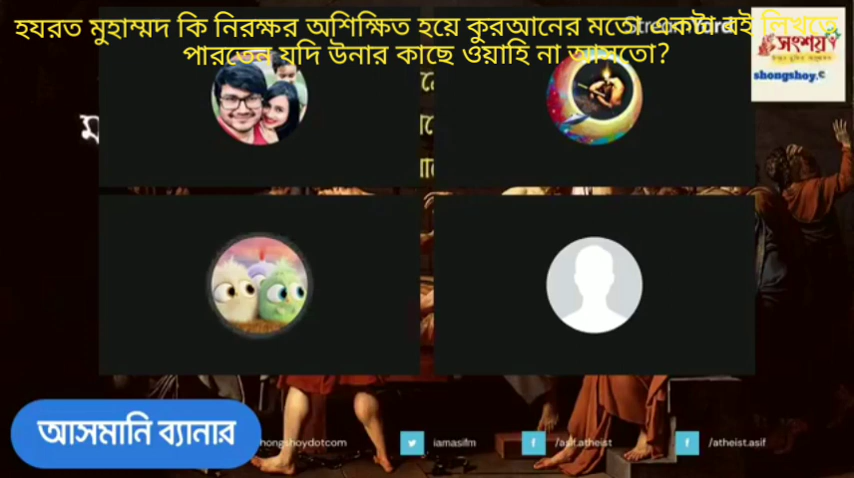 হযরত মুহাম্মদ কি নিরক্ষর অশিক্ষিত হয়ে কুরআনের মতো একটা বই লিখতে
পারতেন যদি উনার কাছে ওয়াহি না আসতো?
সংশয়
shongshoy.©
আসমানি ব্যানার
hongshoydotcom
iamasifm
/asif.atheist
/atheist.asif